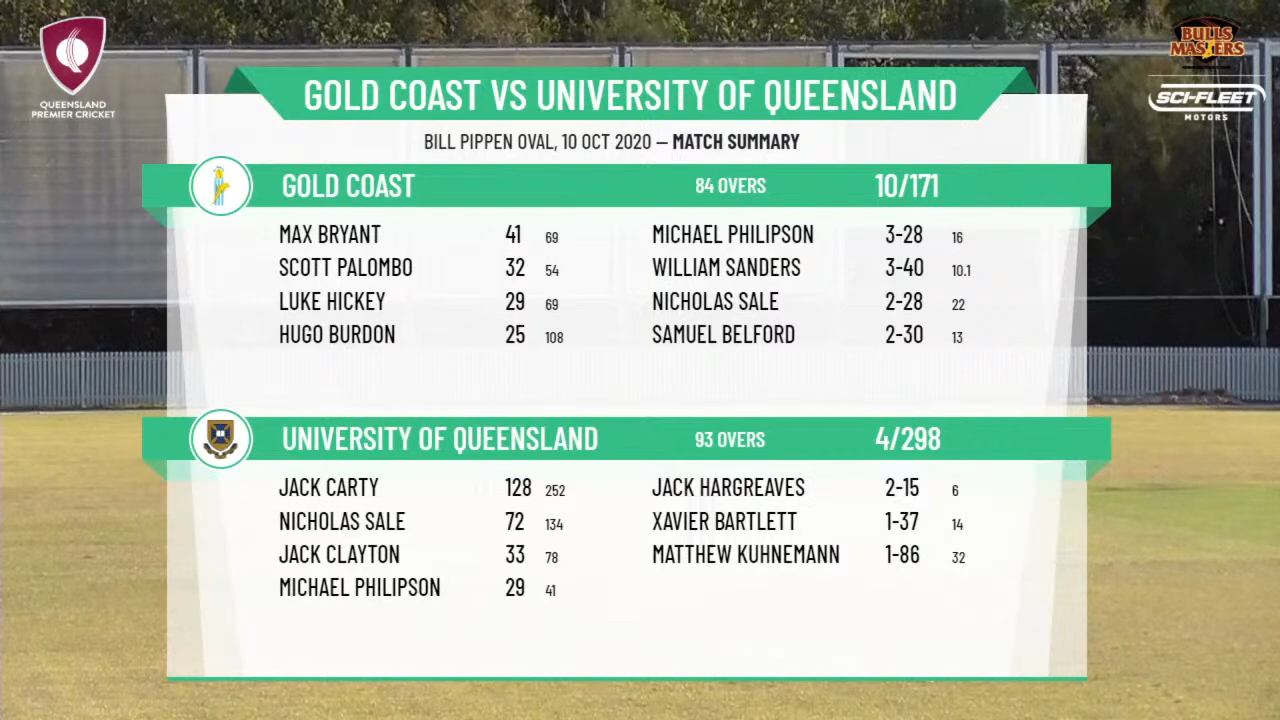 QUEENSLAND
PREMIER CRICKET
BULLS
MASTERS
SCI-FLEET
MOTORS
GOLD COAST VS UNIVERSITY OF QUEENSLAND
BILL PIPPEN OVAL, 10 OCT 2020 – MATCH SUMMARY
GOLD COAST 84 OVERS 10/171
MAX BRYANT 41 69 MICHAEL PHILIPSON 3-28 16
SCOTT PALOMBO 32 54 WILLIAM SANDERS 3-40 10.1
LUKE HICKEY 29 69 NICHOLAS SALE 2-28 22
HUGO BURDON 25 108 SAMUEL BELFORD 2-30 13
UNIVERSITY OF QUEENSLAND 93 OVERS 4/298
JACK CARTY 128 252 JACK HARGREAVES 2-15 6
NICHOLAS SALE 72 134 XAVIER BARTLETT 1-37 14
JACK CLAYTON 33 78 MATTHEW KUHNEMANN 1-86 32
MICHAEL PHILIPSON 29 41